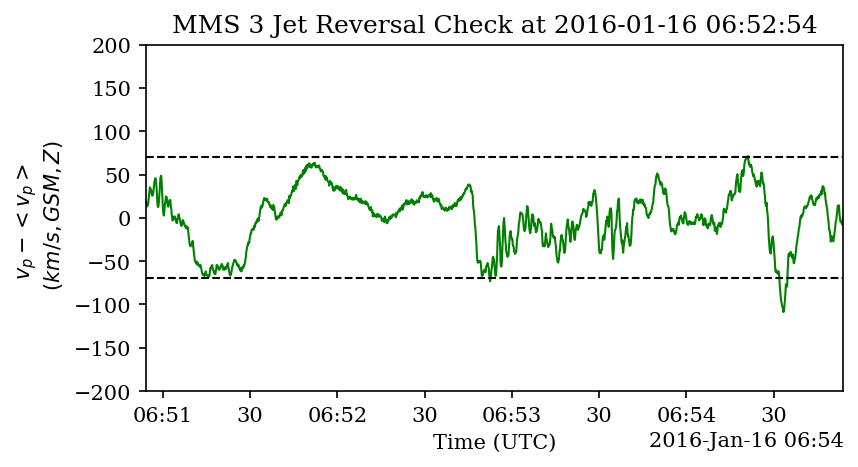 MMS 3 Jet Reversal Check at 2016-01-16 06:52:54
200
150
100
50
0
−50
−100
−150
−200
v_p − < v_p >
(km/s, GSM, Z)
06:51 30 06:52 30 06:53 30 06:54 30
Time (UTC)
2016-Jan-16 06:54